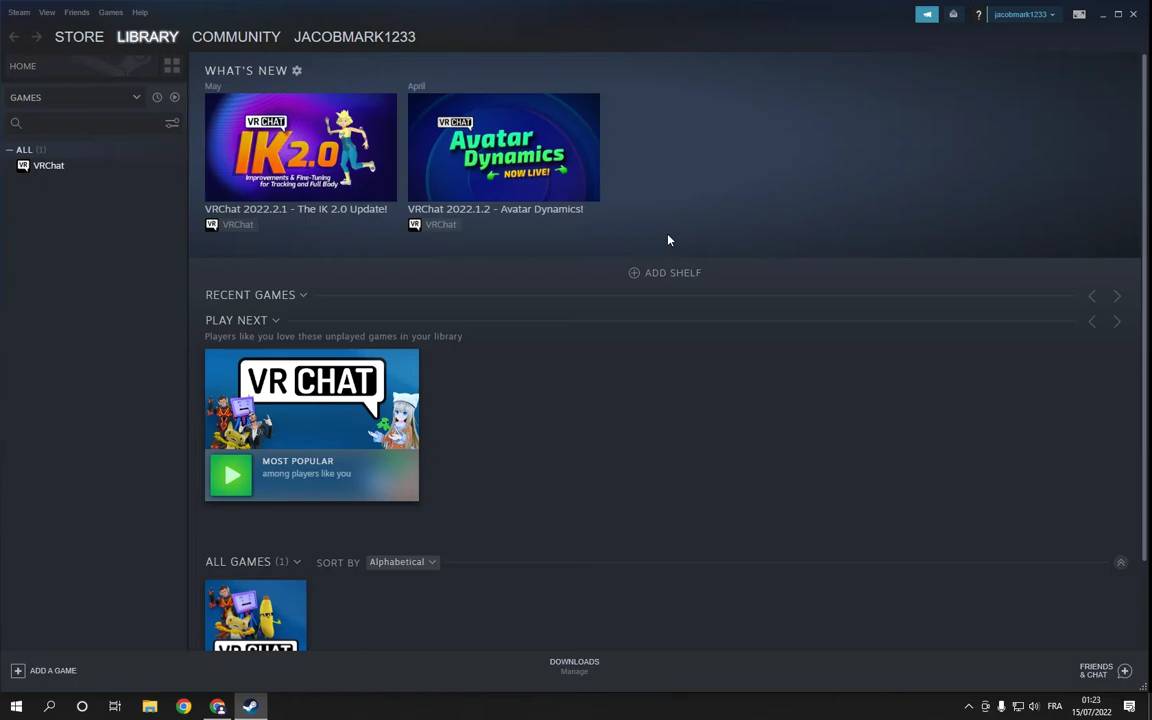 Steam View Friends Games Help
? jacobmark1233
STORE LIBRARY COMMUNITY JACOBMARK1233
HOME
GAMES
ALL (1)
VRChat
WHAT'S NEW
May
April
VRCHAT
IK2.0
Improvements & Fine-Tuning
for Tracking and Full Body
VRCHAT
Avatar
Dynamics
NOW LIVE!
VRChat 2022.2.1 - The IK 2.0 Update!
VRChat 2022.1.2 - Avatar Dynamics!
VRChat
VRChat
ADD SHELF
RECENT GAMES
PLAY NEXT
Players like you love these unplayed games in your library
VR CHAT
MOST POPULAR
among players like you
ALL GAMES (1) SORT BY Alphabetical
VR CHAT
ADD A GAME
DOWNLOADS
Manage
FRIENDS
& CHAT
FRA
01:23
15/07/2022